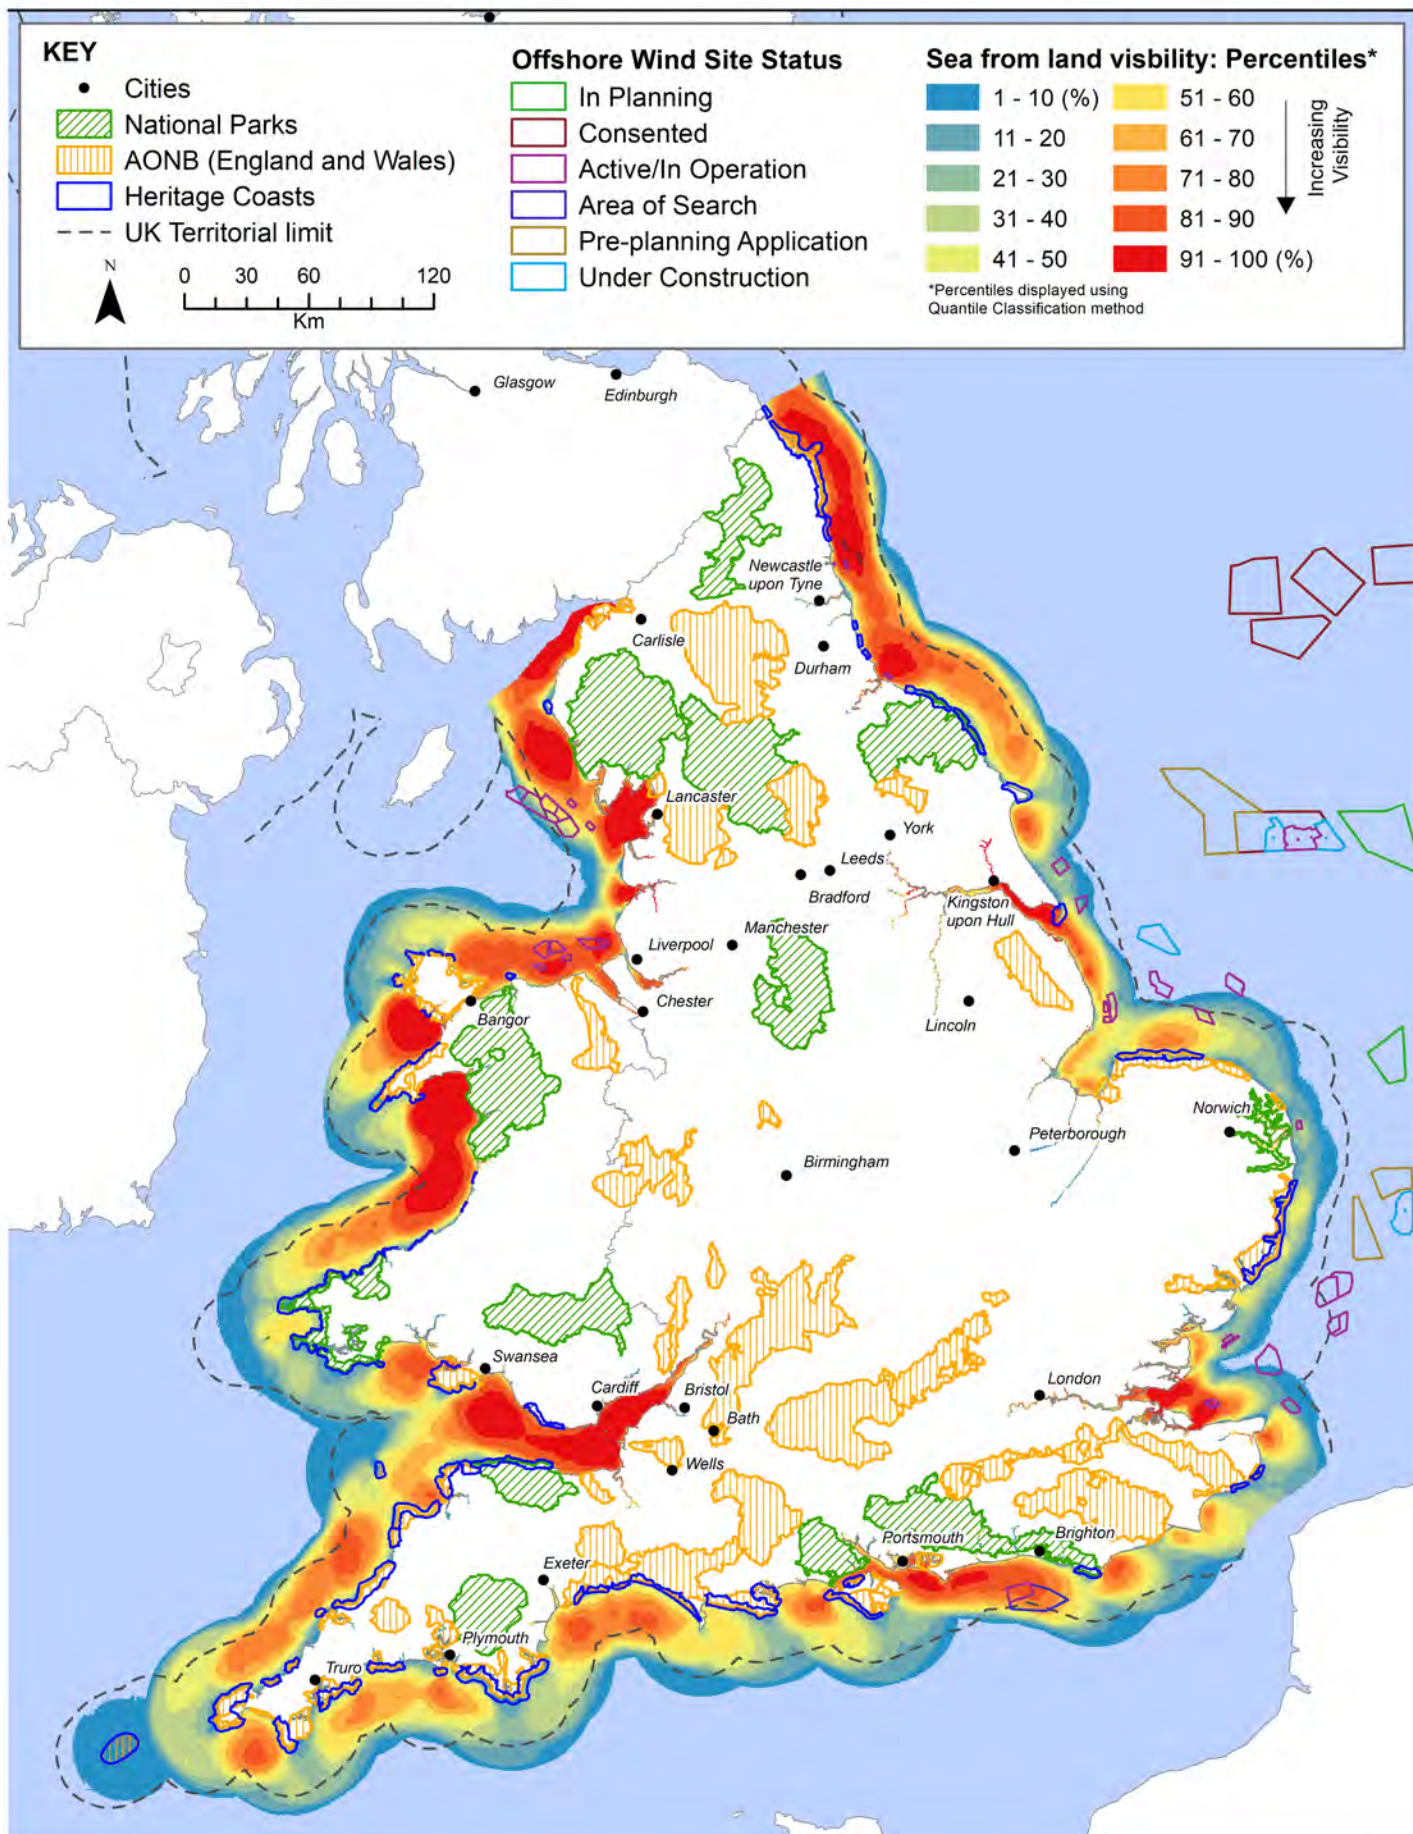 KEY
Cities
National Parks
AONB (England and Wales)
Heritage Coasts
UK Territorial limit
N
0 30 60 120
Km
Offshore Wind Site Status
In Planning
Consented
Active/In Operation
Area of Search
Pre-planning Application
Under Construction
Sea from land visbility: Percentiles*
1 - 10 (%)
11 - 20
21 - 30
31 - 40
41 - 50
51 - 60
61 - 70
71 - 80
81 - 90
91 - 100 (%)
Increasing
Visibility
*Percentiles displayed using
Quantile Classification method
Glasgow
Edinburgh
Newcastle
upon Tyne
Carlisle
Durham
Lancaster
York
Leeds
Bradford
Kingston
upon Hull
Manchester
Liverpool
Chester
Bangor
Lincoln
Norwich
Peterborough
Birmingham
Swansea
Cardiff
Bristol
London
Bath
Wells
Portsmouth
Brighton
Exeter
Plymouth
Truro